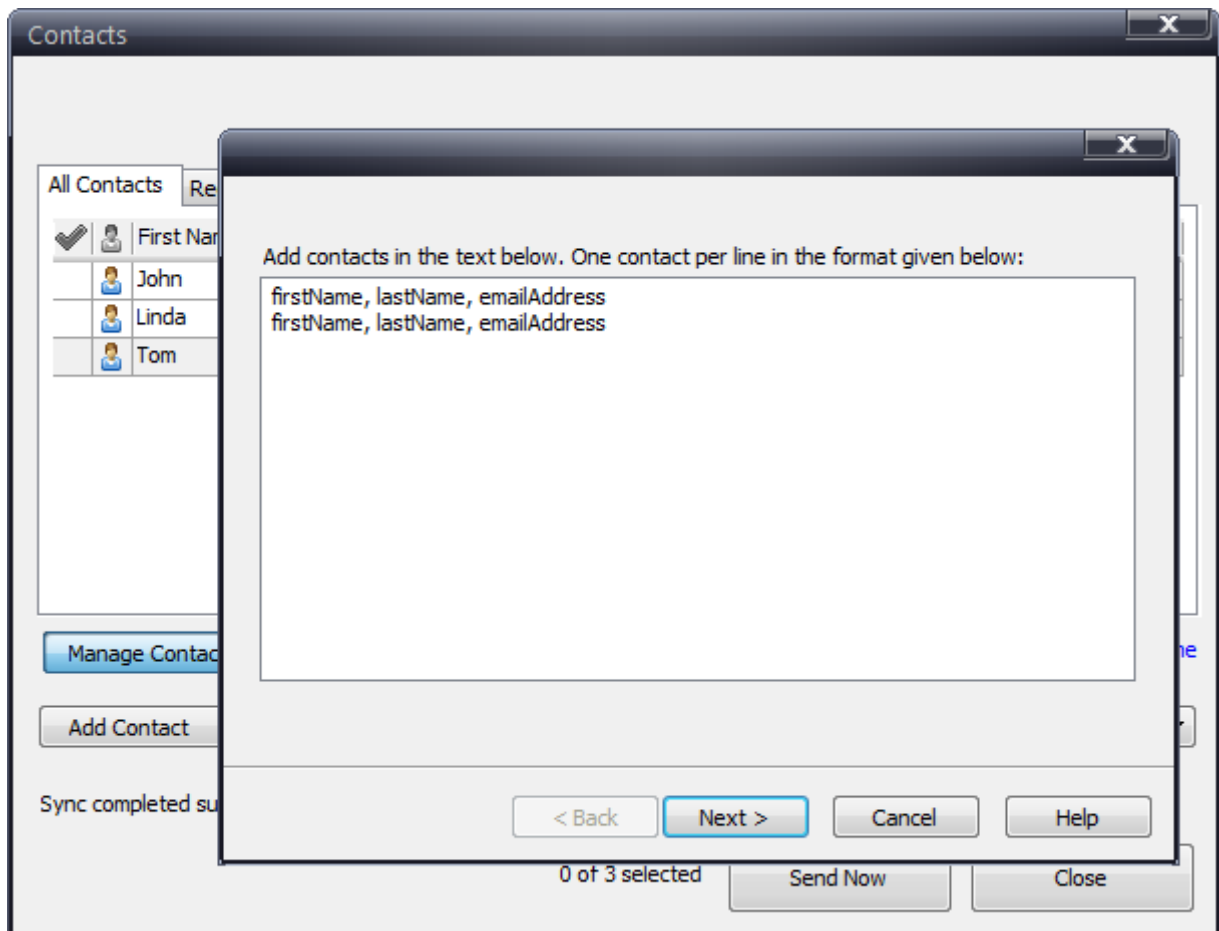 Contacts
X
X
All Contacts
Re
First Nar
John
Linda
Tom
Add contacts in the text below. One contact per line in the format given below:
firstName, lastName, emailAddress
firstName, lastName, emailAddress
Manage Contac
ne
Add Contact
Sync completed su
< Back
Next >
Cancel
Help
0 of 3 selected
Send Now
Close